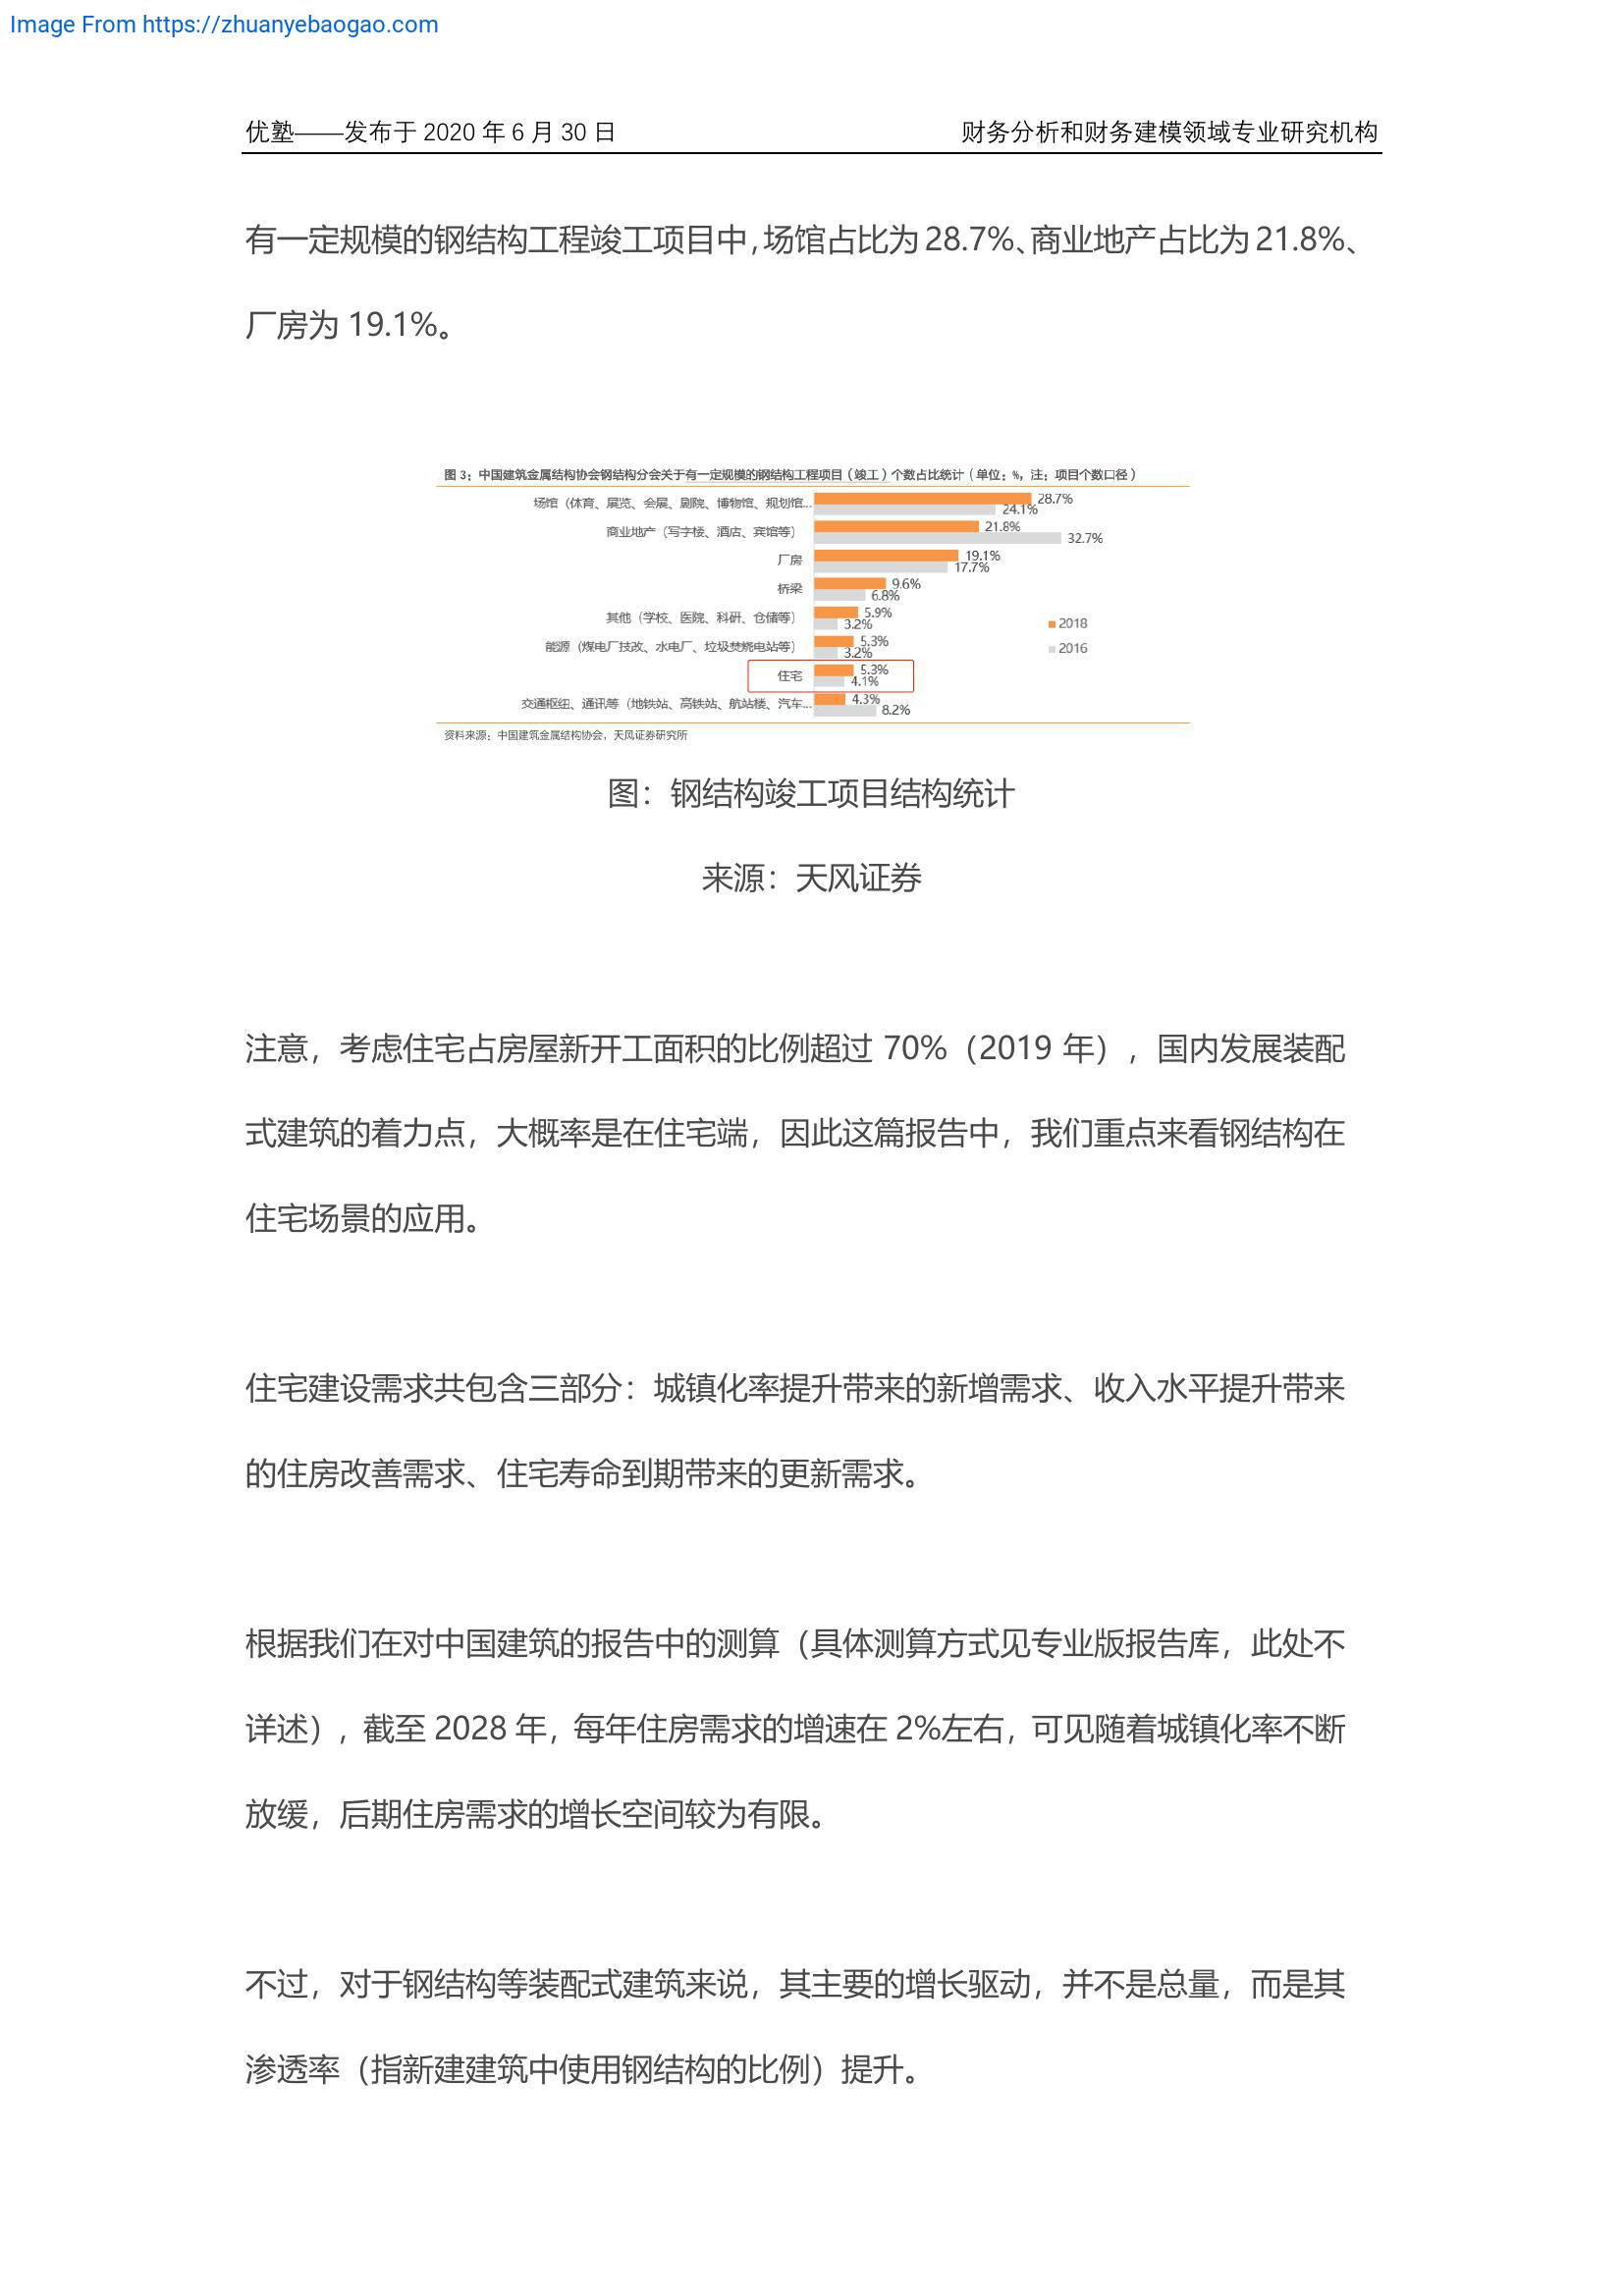 Image From https://zhuanyebaogao.com
优塾——发布于 2020 年 6 月 30 日
财务分析和财务建模领域专业研究机构
有一定规模的钢结构工程竣工项目中，场馆占比为 28.7%、商业地产占比为 21.8%、
厂房为 19.1%。
图 3：中国建筑金属结构协会钢结构分会关于有一定规模的钢结构工程项目（竣工）个数占比统计（单位：%，注：项目个数口径）
场馆（体育、展览、会展、剧院、博物馆、规划馆... 28.7%
24.1%
商业地产（写字楼、酒店、宾馆等） 21.8%
32.7%
厂房 19.1%
17.7%
桥梁 9.6%
6.8%
其他（学校、医院、科研、仓储等） 5.9%
3.2%
能源（煤电厂技改、水电厂、垃圾焚烧电站等） 5.3%
3.2%
住宅 5.3%
4.1%
交通枢纽、通讯等（地铁站、高铁站、航站楼、汽车... 4.3%
8.2%
2018
2016
资料来源：中国建筑金属结构协会，天风证券研究所
图：钢结构竣工项目结构统计
来源：天风证券
注意，考虑住宅占房屋新开工面积的比例超过 70%（2019 年），国内发展装配
式建筑的着力点，大概率是在住宅端，因此这篇报告中，我们重点来看钢结构在
住宅场景的应用。
住宅建设需求共包含三部分：城镇化率提升带来的新增需求、收入水平提升带来
的住房改善需求、住宅寿命到期带来的更新需求。
根据我们在对中国建筑的报告中的测算（具体测算方式见专业版报告库，此处不
详述），截至 2028 年，每年住房需求的增速在 2%左右，可见随着城镇化率不断
放缓，后期住房需求的增长空间较为有限。
不过，对于钢结构等装配式建筑来说，其主要的增长驱动，并不是总量，而是其
渗透率（指新建建筑中使用钢结构的比例）提升。